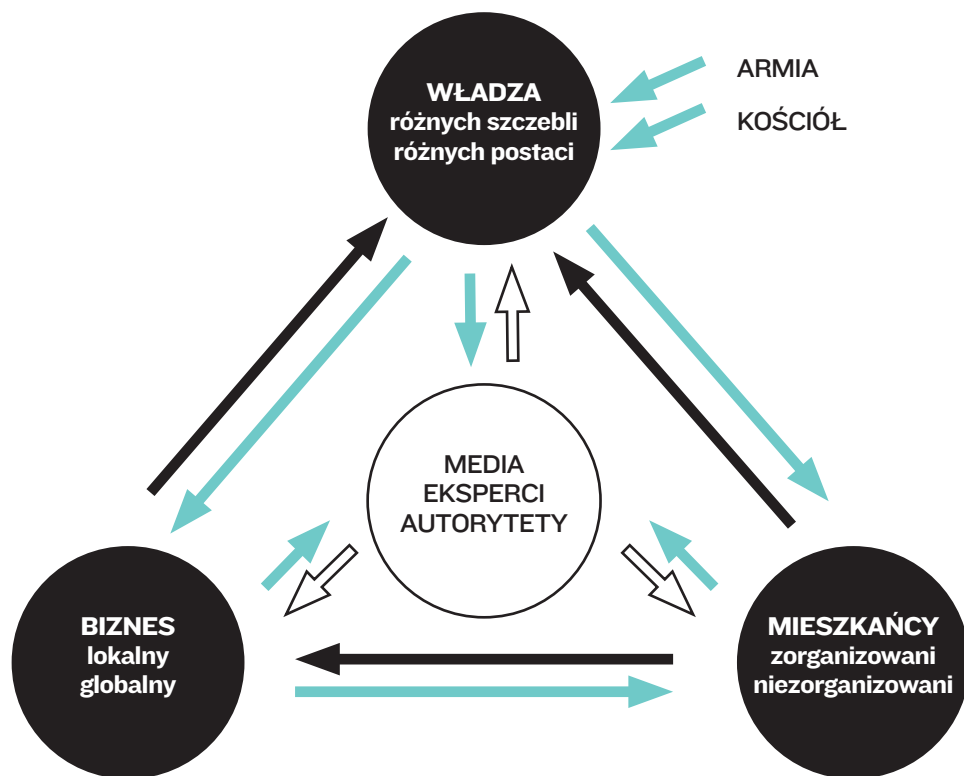 WŁADZA
różnych szczebli
różnych postaci
ARMIA
KOŚCIÓŁ
MEDIA
EKSPERCI
AUTORYTETY
BIZNES
lokalny
globalny
MIESZKAŃCY
zorganizowani
niezorganizowani